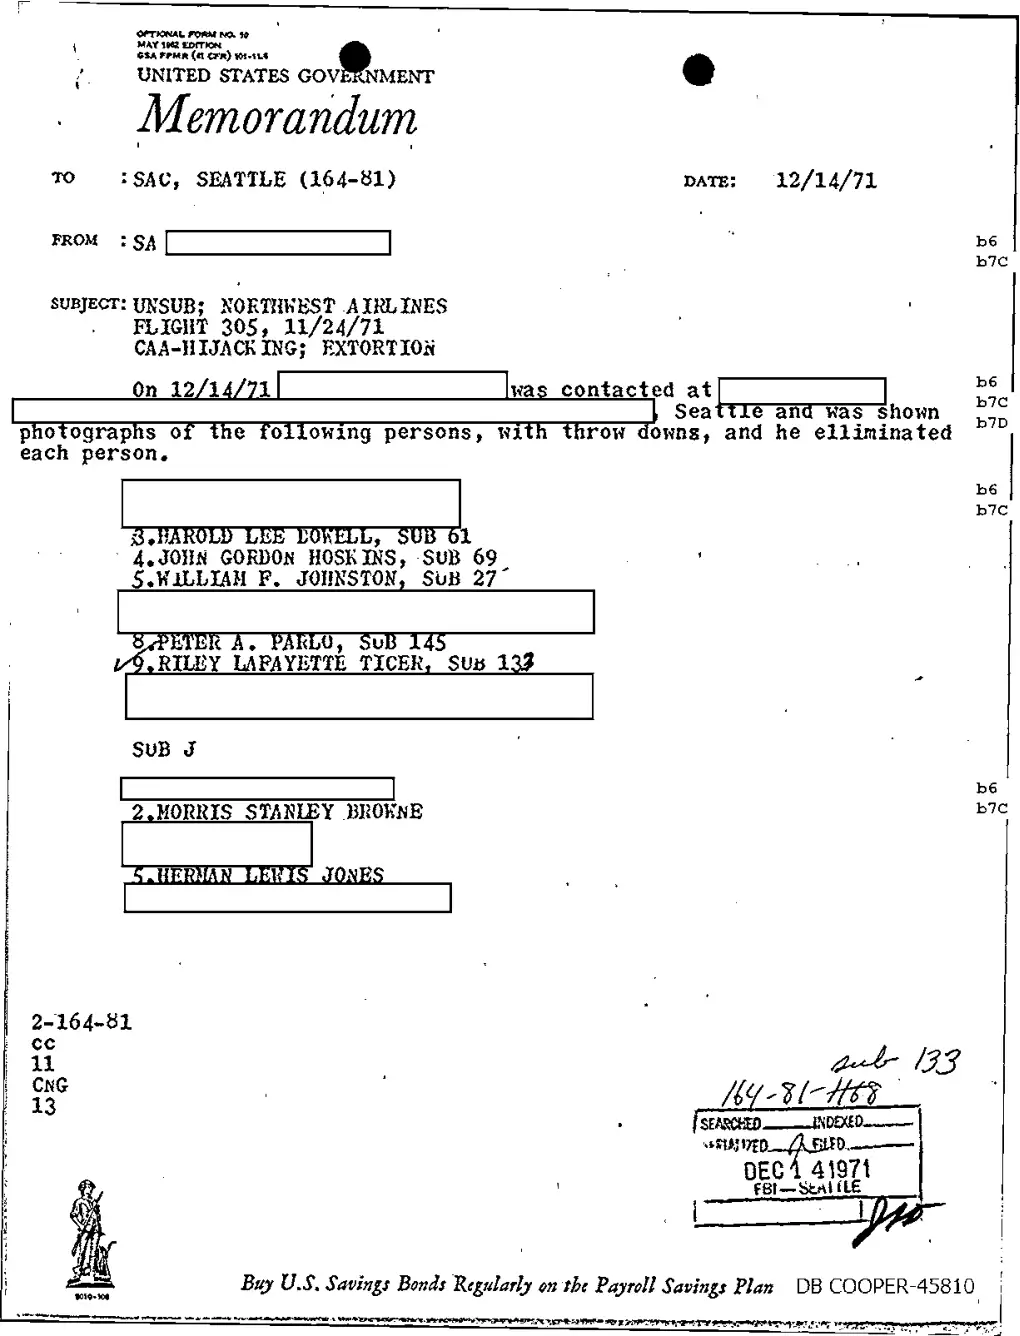 OPTIONAL FORM NO. 10
MAY 1962 EDITION
GSA FPMR (41 CFR) 101-11.6
UNITED STATES GOVERNMENT
Memorandum
TO : SAC, SEATTLE (164-81)
DATE: 12/14/71
FROM : SA
b6
b7C
SUBJECT: UNSUB; NORTHWEST AIRLINES
FLIGHT 305, 11/24/71
CAA-HIJACKING; EXTORTION
On 12/14/71 was contacted at
b6
b7C
, Seattle and was shown
b7D
photographs of the following persons, with throw downs, and he elliminated
each person.
b6
b7C
3.HAROLD LEE DOWELL, SUB 61
4.JOHN GORDON HOSKINS, SUB 69
5.WILLIAM F. JOHNSTON, SUB 27
8.PETER A. PARLO, SUB 145
9.RILEY LAFAYETTE TICER, SUB 133
SUB J
b6
b7C
2.MORRIS STANLEY BROWNE
5.HERMAN LEWIS JONES
2-164-81
cc
11
CNG
13
sub 133
164-81-468
SEARCHED INDEXED
SERIALIZED FILED
DEC 14 1971
FBI—SEATTLE
5010-108
Buy U.S. Savings Bonds Regularly on the Payroll Savings Plan
DB COOPER-45810